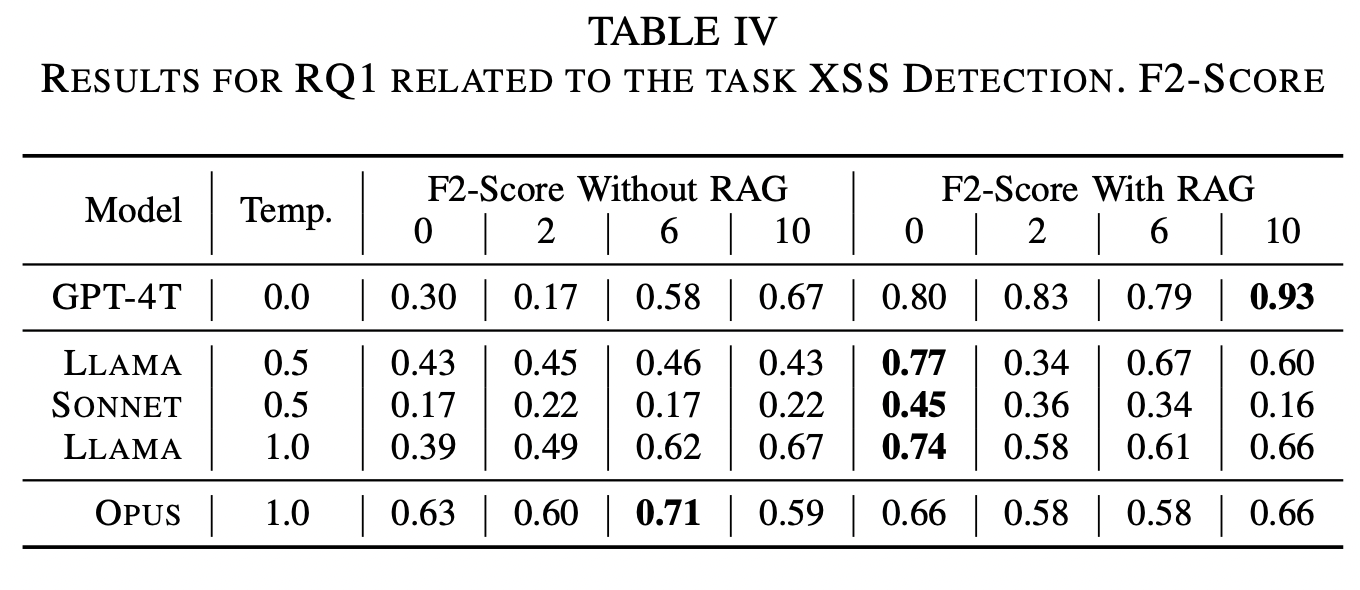 TABLE IV
RESULTS FOR RQ1 RELATED TO THE TASK XSS DETECTION. F2-SCORE
Model | Temp. | F2-Score Without RAG | F2-Score With RAG
0 | 2 | 6 | 10 | 0 | 2 | 6 | 10
GPT-4T | 0.0 | 0.30 | 0.17 | 0.58 | 0.67 | 0.80 | 0.83 | 0.79 | 0.93
LLAMA | 0.5 | 0.43 | 0.45 | 0.46 | 0.43 | 0.77 | 0.34 | 0.67 | 0.60
SONNET | 0.5 | 0.17 | 0.22 | 0.17 | 0.22 | 0.45 | 0.36 | 0.34 | 0.16
LLAMA | 1.0 | 0.39 | 0.49 | 0.62 | 0.67 | 0.74 | 0.58 | 0.61 | 0.66
OPUS | 1.0 | 0.63 | 0.60 | 0.71 | 0.59 | 0.66 | 0.58 | 0.58 | 0.66